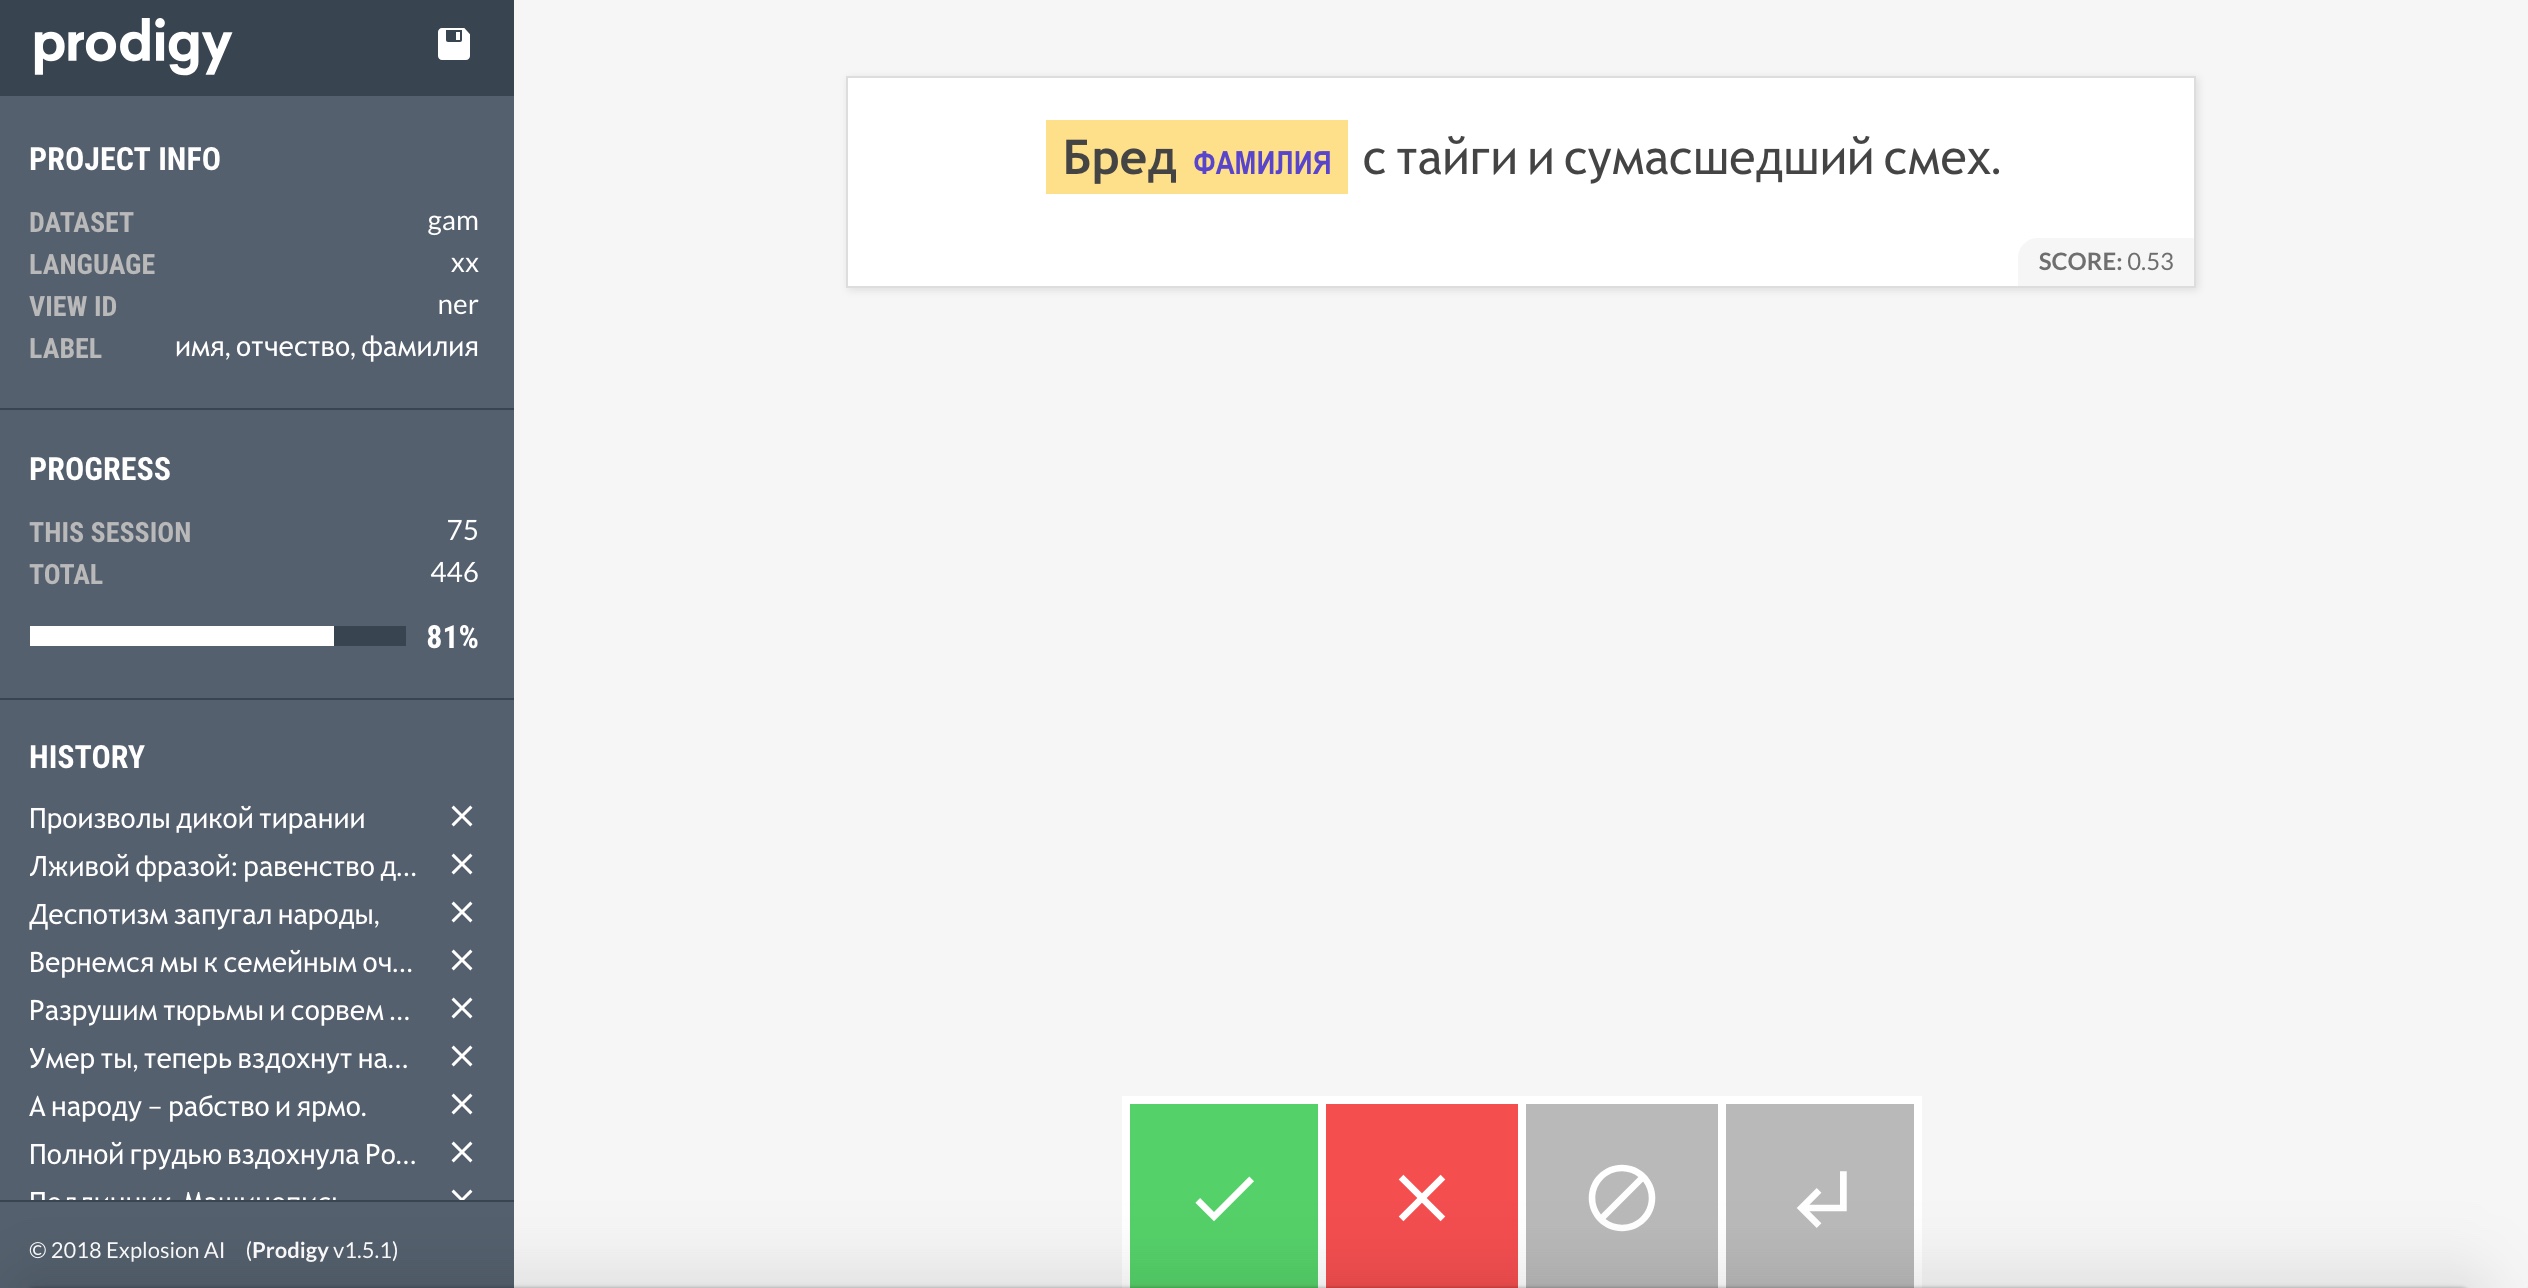 prodigy
PROJECT INFO
DATASET gam
LANGUAGE xx
VIEW ID ner
LABEL имя, отчество, фамилия
PROGRESS
THIS SESSION 75
TOTAL 446
81%
HISTORY
Произволы дикой тирании
Лживой фразой: равенство д...
Деспотизм запугал народы,
Вернемся мы к семейным оч...
Разрушим тюрьмы и сорвем ...
Умер ты, теперь вздохнут на...
А народу – рабство и ярмо.
Полной грудью вздохнула Ро...
© 2018 Explosion AI (Prodigy v1.5.1)
Бред ФАМИЛИЯ с тайги и сумасшедший смех.
SCORE: 0.53